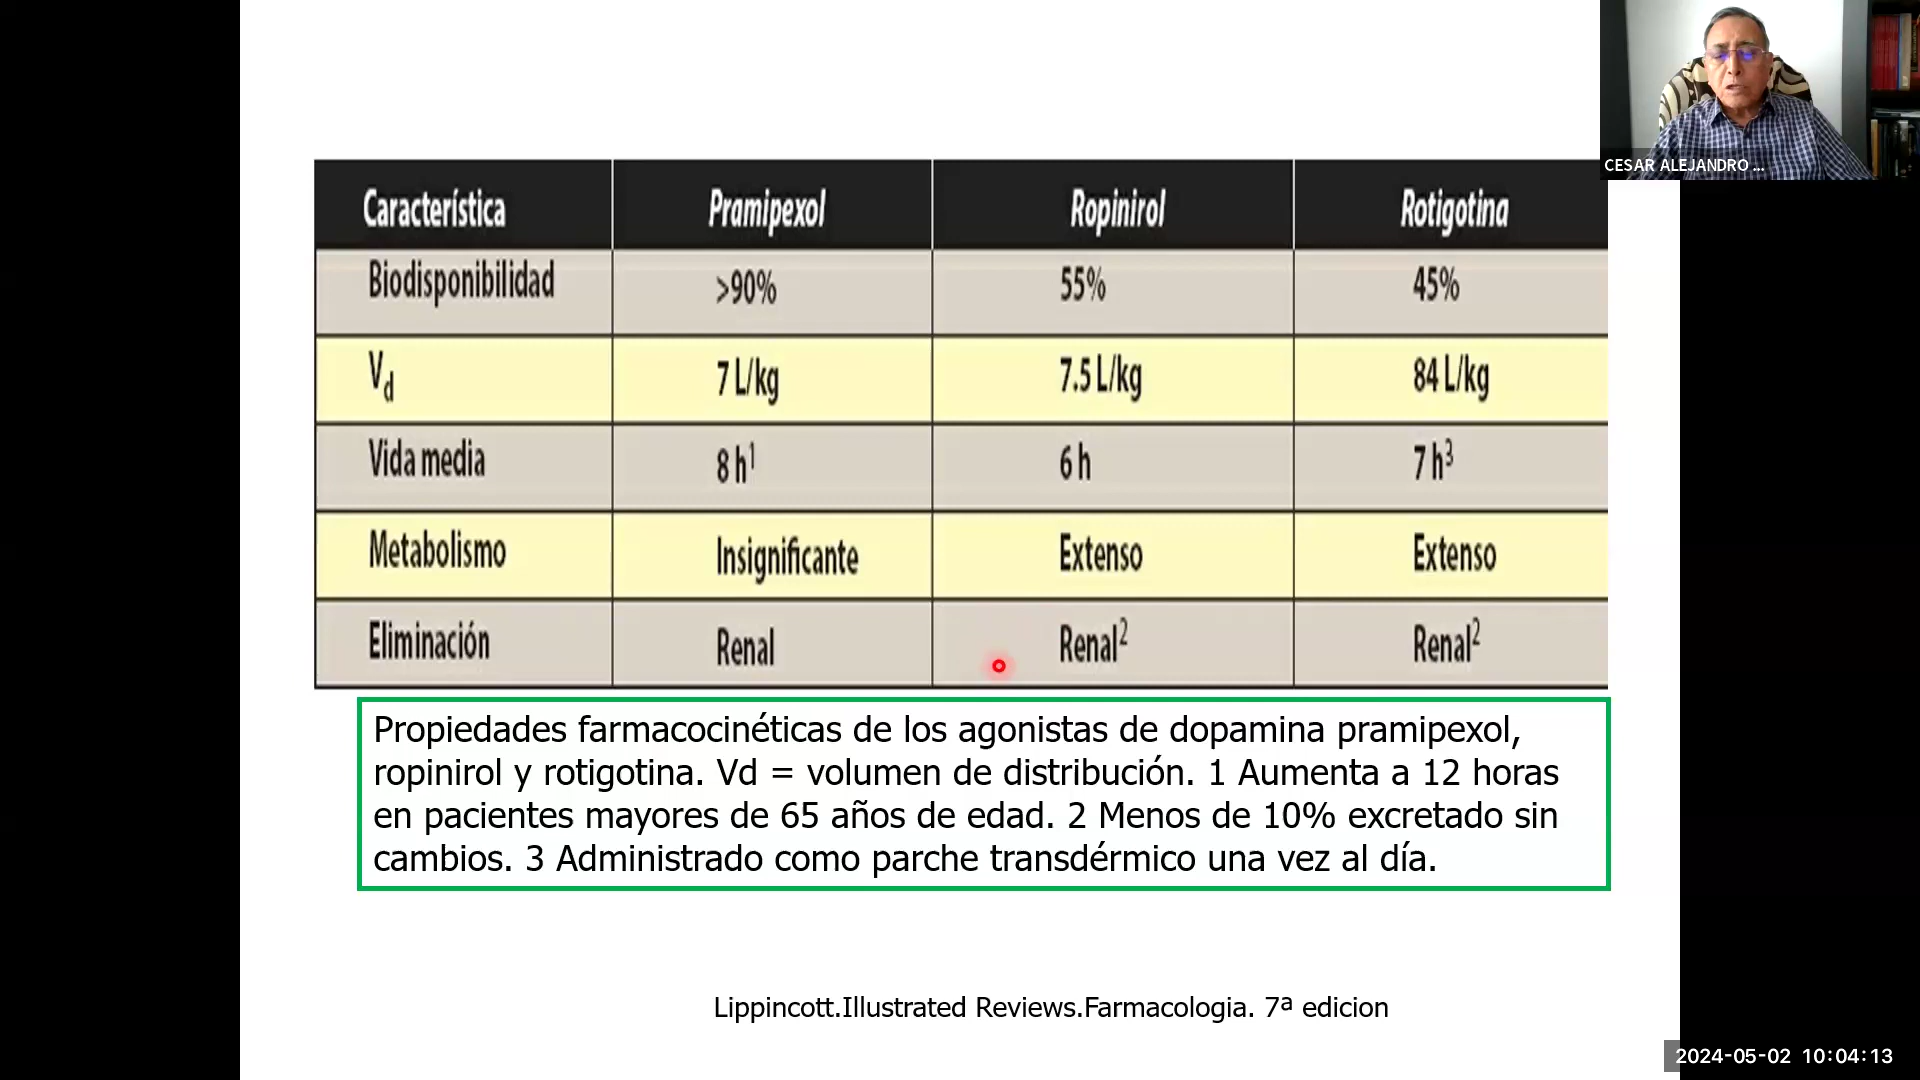 CESAR ALEJANDRO ...
Característica Pramipexol Ropinirol Rotigotina
Biodisponibilidad >90% 55% 45%
Vd 7 L/kg 7.5 L/kg 84 L/kg
Vida media 8 h1 6 h 7 h3
Metabolismo Insignificante Extenso Extenso
Eliminación Renal Renal2 Renal2
Propiedades farmacocinéticas de los agonistas de dopamina pramipexol,
ropinirol y rotigotina. Vd = volumen de distribución. 1 Aumenta a 12 horas
en pacientes mayores de 65 años de edad. 2 Menos de 10% excretado sin
cambios. 3 Administrado como parche transdérmico una vez al día.
Lippincott.Illustrated Reviews.Farmacologia. 7ª edicion
2024-05-02 10:04:13